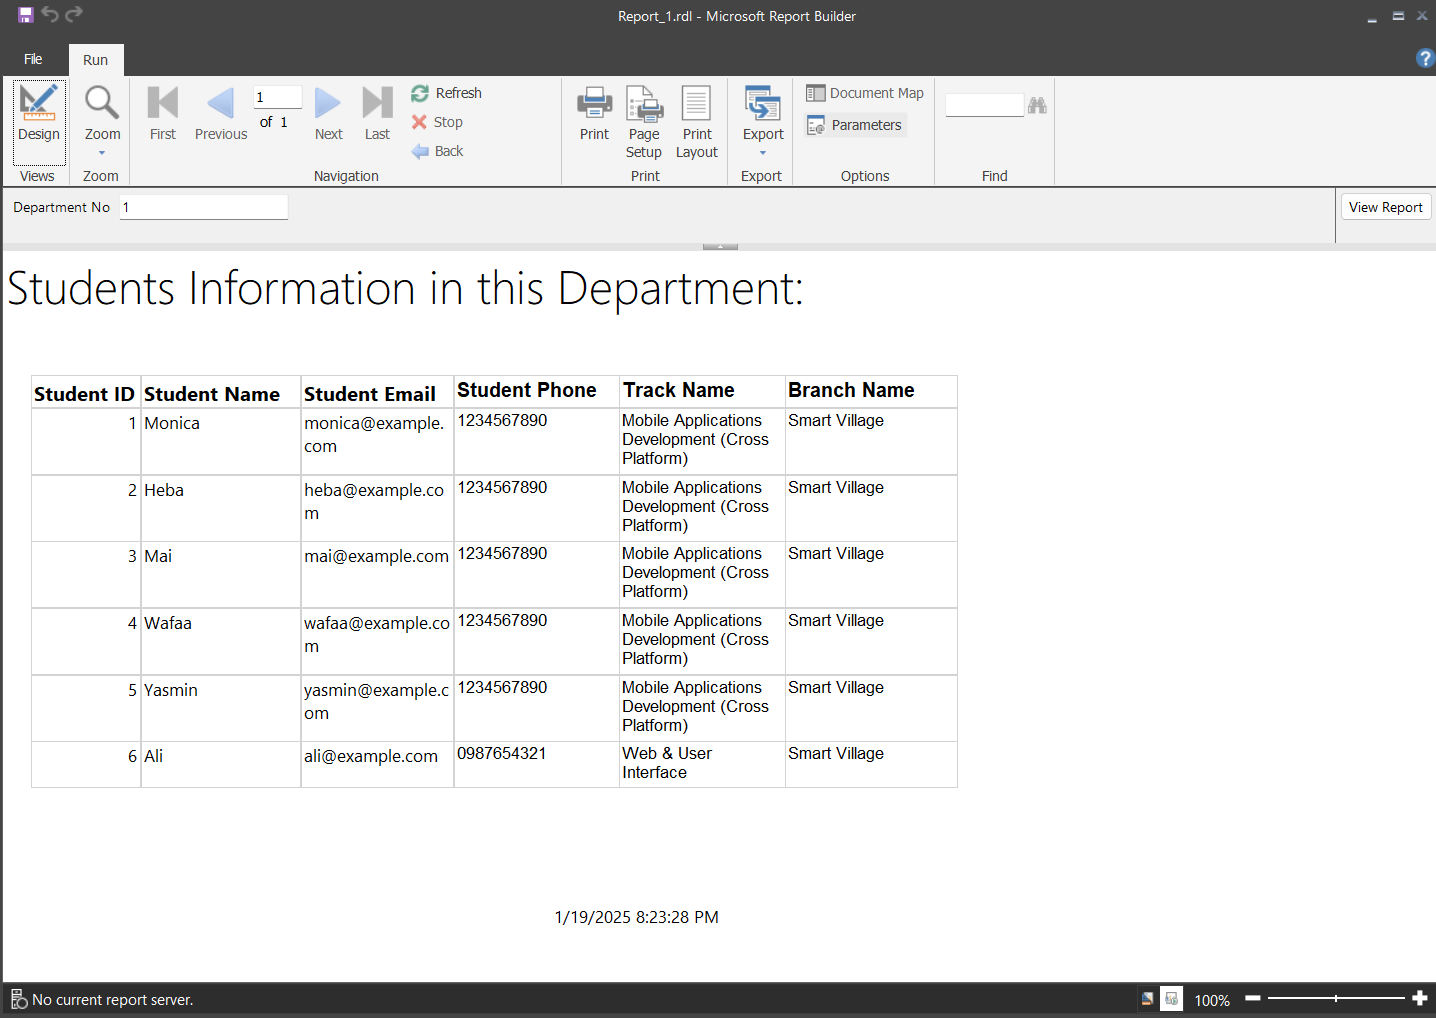 Report_1.rdl - Microsoft Report Builder
File
Run
Design
Zoom
First
Previous
1
of 1
Next
Last
Refresh
Stop
Back
Print
Page Setup
Print Layout
Export
Document Map
Parameters
Views
Zoom
Navigation
Print
Export
Options
Find
Department No 1
View Report
Students Information in this Department:
Student ID Student Name Student Email Student Phone Track Name Branch Name
1 Monica monica@example. 1234567890 Mobile Applications Smart Village
com Development (Cross
Platform)
2 Heba heba@example.co 1234567890 Mobile Applications Smart Village
m Development (Cross
Platform)
3 Mai mai@example.com 1234567890 Mobile Applications Smart Village
Development (Cross
Platform)
4 Wafaa wafaa@example.co 1234567890 Mobile Applications Smart Village
m Development (Cross
Platform)
5 Yasmin yasmin@example.c 1234567890 Mobile Applications Smart Village
om Development (Cross
Platform)
6 Ali ali@example.com 0987654321 Web & User Smart Village
Interface
1/19/2025 8:23:28 PM
No current report server.
100%